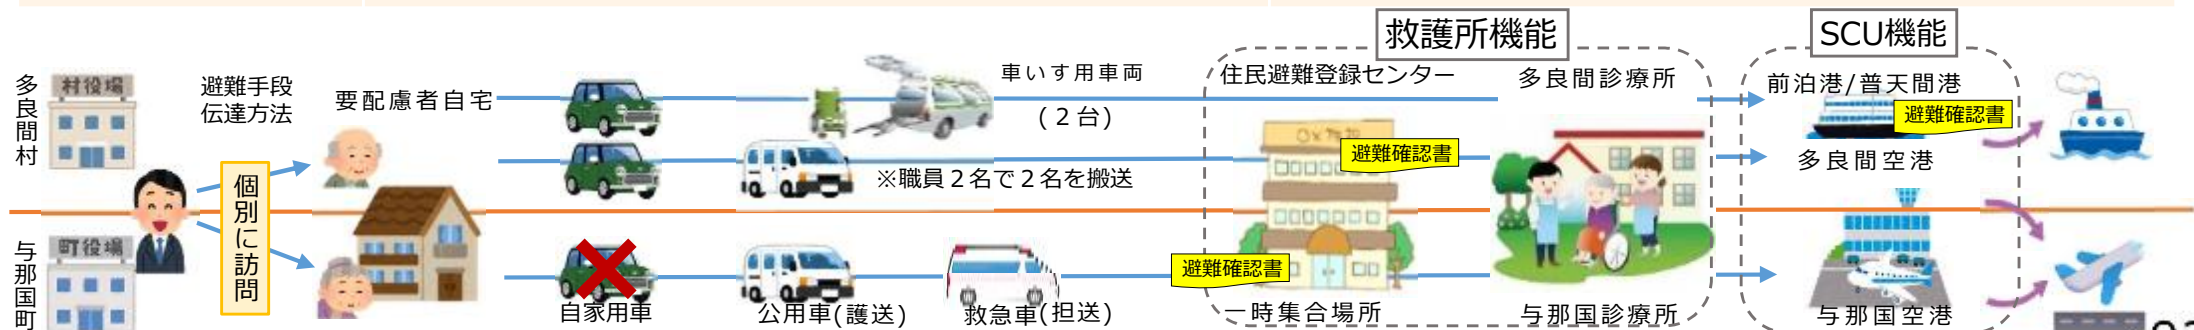 救護所機能
SCU機能
多良間村
村役場
避難手段
伝達方法
要配慮者自宅
車いす用車両
(２台)
住民避難登録センター
多良間診療所
前泊港/普天間港
避難確認書
避難確認書
多良間空港
※職員２名で２名を搬送
個別に訪問
与那国町
町役場
避難確認書
自家用車
公用車(護送)
救急車(担送)
一時集合場所
与那国診療所
与那国空港